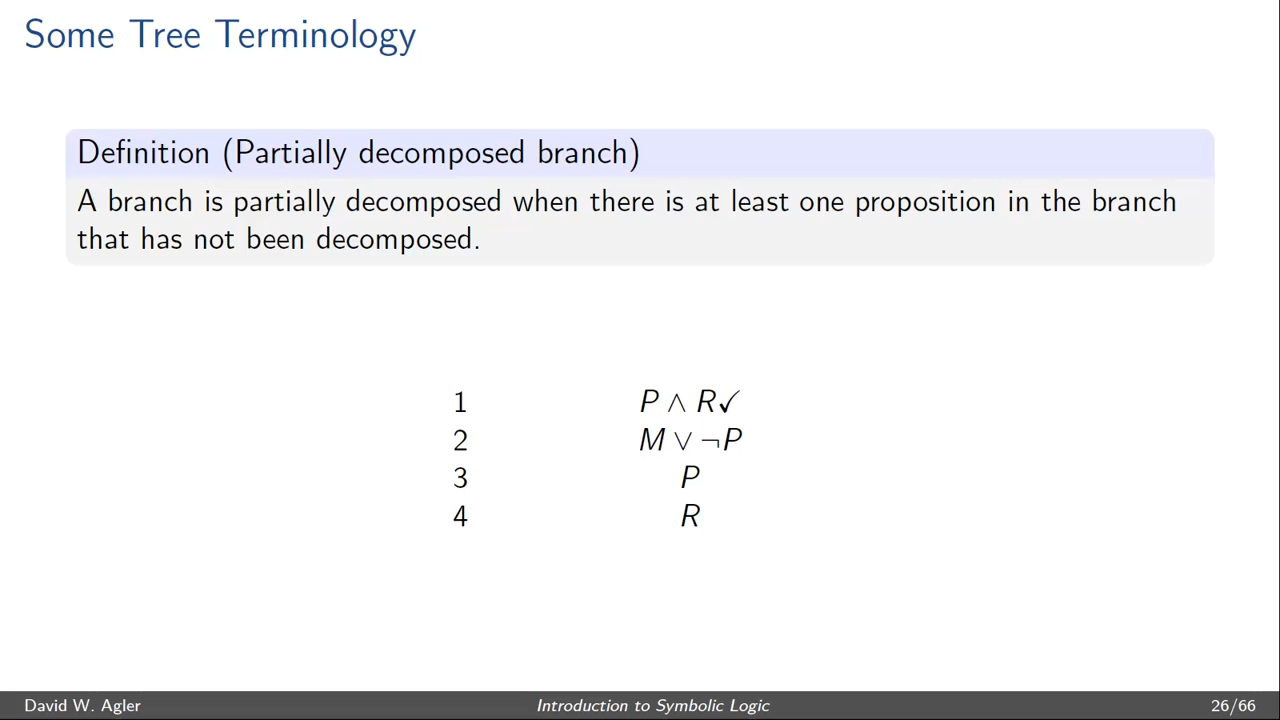 Some Tree Terminology
Definition (Partially decomposed branch)
A branch is partially decomposed when there is at least one proposition in the branch
that has not been decomposed.
1 P ∧ R✓
2 M ∨ ¬P
3 P
4 R
David W. Agler Introduction to Symbolic Logic 26/66